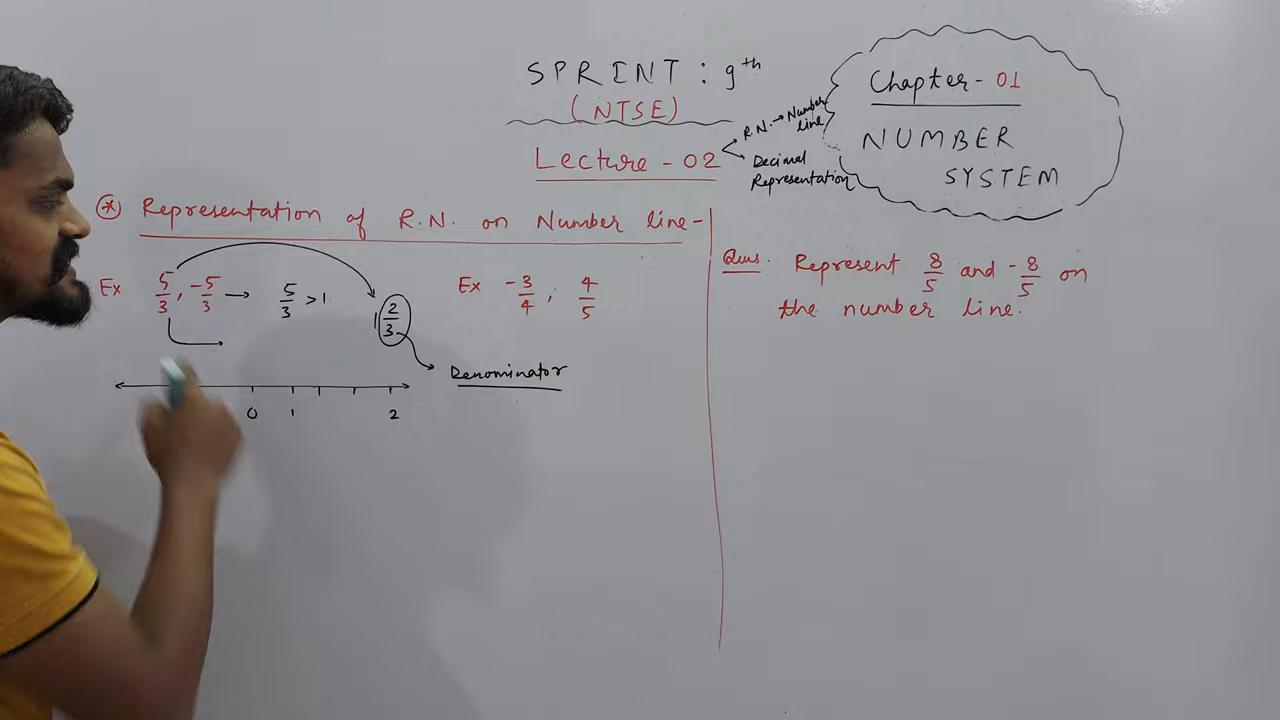 SPRINT : 9th
(NTSE)
Lecture - 02
R.N. → Number
line
Decimal
Representation
Chapter - 01
NUMBER
SYSTEM
* Representation of R.N. on Number line -
Ex 5/3, -5/3 → 5/3 > 1 1 2/3
Denominator
0 1 2
Ex -3/4 ; 4/5
Ques. Represent 8/5 and -8/5 on
the number line.